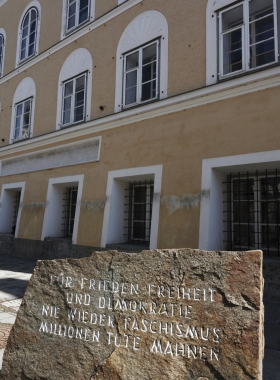 FÜR FRIEDEN FREIHEIT
UND DEMOKRATIE
NIE WIEDER FASCHISMUS
MILLIONEN TOTE MAHNEN